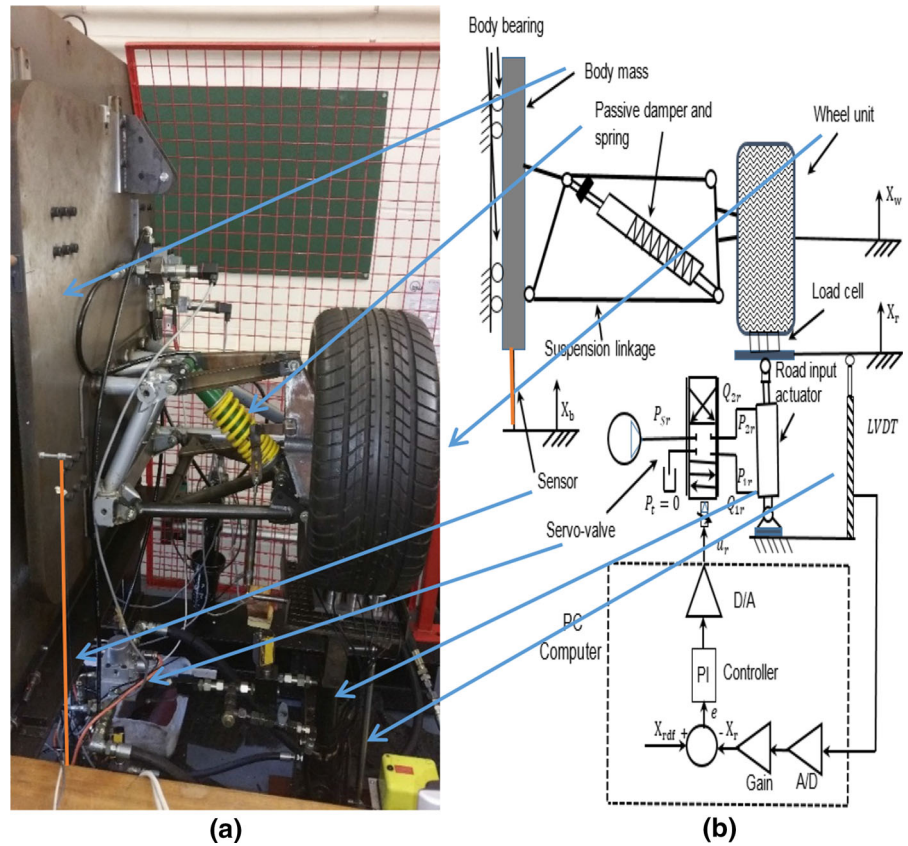 Body bearing
Body mass
Passive damper and
spring
Wheel unit
X_w
Load cell
X_r
Suspension linkage
Road input
actuator
LVDT
X_b
P_Sr
Q_2r
P_2r
P_1r
Q_1r
P_t = 0
Sensor
Servo-valve
u_r
D/A
PC
Computer
PI
Controller
e
X_rdf
+
- X_r
Gain
A/D
(a)
(b)